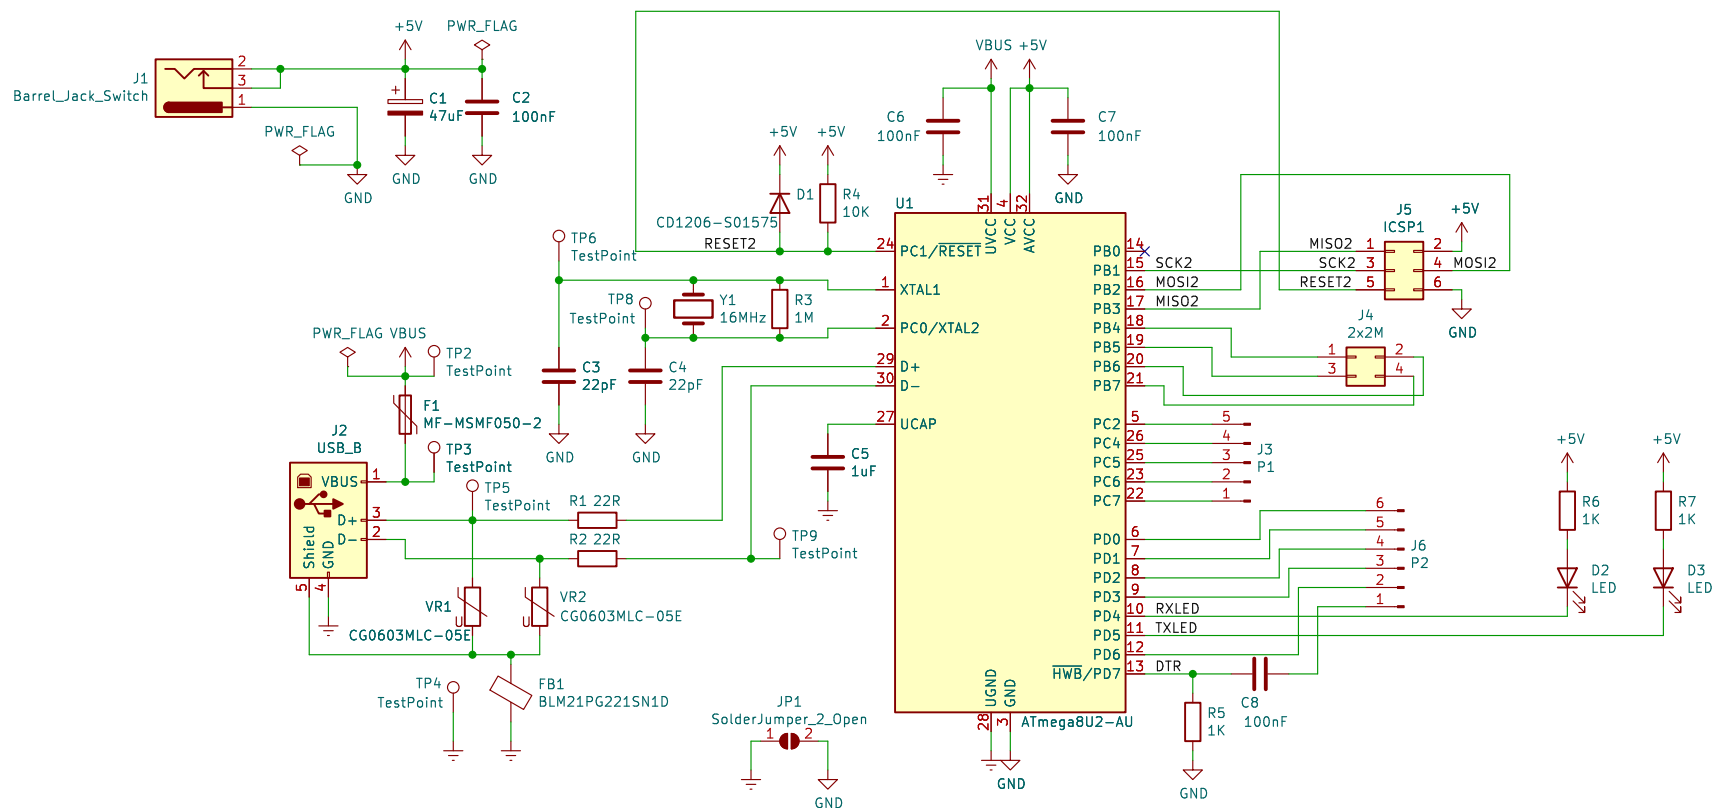 +5V
PWR_FLAG
J1
Barrel_Jack_Switch
2
3
1
C1
47uF
C2
100nF
PWR_FLAG
GND
GND
GND
VBUS
+5V
C6
100nF
C7
100nF
GND
+5V
+5V
D1
CD1206-S01575
R4
10K
RESET2
U1
31
4
32
UVCC
VCC
AVCC
24
PC1/RESET
1
XTAL1
2
PC0/XTAL2
29
D+
30
D-
27
UCAP
PB0
14
PB1
15
SCK2
PB2
16
MOSI2
PB3
17
MISO2
PB4
18
PB5
19
PB6
20
PB7
21
PC2
5
PC4
26
PC5
25
PC6
23
PC7
22
PD0
6
PD1
7
PD2
8
PD3
9
PD4
10
RXLED
PD5
11
TXLED
PD6
12
HWB/PD7
13
DTR
UGND
GND
28
3
ATmega8U2-AU
GND
J5
ICSP1
+5V
MISO2
1
2
SCK2
3
4
MOSI2
RESET2
5
6
GND
J4
2x2M
1
2
3
4
5
4
3
2
1
J3
P1
6
5
4
3
2
1
J6
P2
+5V
+5V
R6
1K
R7
1K
D2
LED
D3
LED
C8
100nF
R5
1K
GND
TP6
TestPoint
TP8
TestPoint
Y1
16MHz
R3
1M
C3
22pF
C4
22pF
GND
GND
C5
1uF
PWR_FLAG
VBUS
TP2
TestPoint
F1
MF-MSMF050-2
TP3
TestPoint
J2
USB_B
VBUS
1
D+
3
D-
2
Shield
GND
5
4
TP5
TestPoint
R1 22R
R2 22R
TP9
TestPoint
VR1
U
CG0603MLC-05E
VR2
U
CG0603MLC-05E
TP4
TestPoint
FB1
BLM21PG221SN1D
JP1
SolderJumper_2_Open
1
2
GND